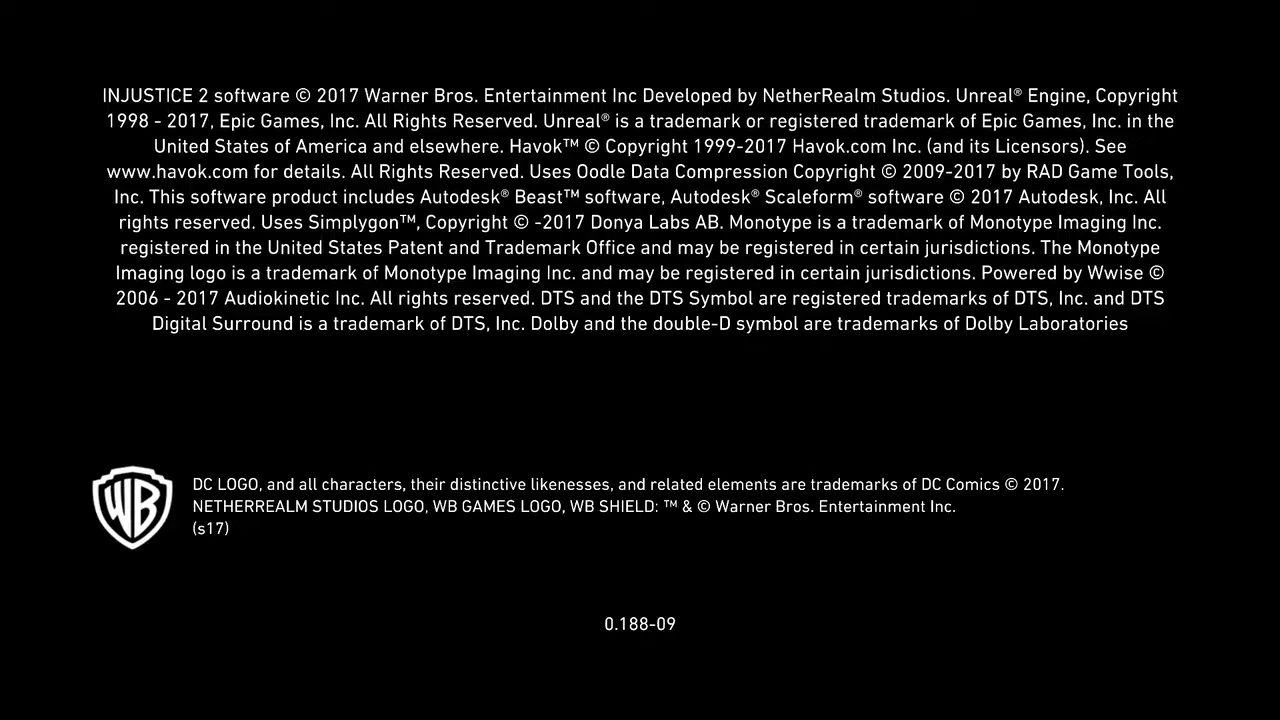 INJUSTICE 2 software © 2017 Warner Bros. Entertainment Inc Developed by NetherRealm Studios. Unreal® Engine, Copyright
1998 - 2017, Epic Games, Inc. All Rights Reserved. Unreal® is a trademark or registered trademark of Epic Games, Inc. in the
United States of America and elsewhere. Havok™ © Copyright 1999-2017 Havok.com Inc. (and its Licensors). See
www.havok.com for details. All Rights Reserved. Uses Oodle Data Compression Copyright © 2009-2017 by RAD Game Tools,
Inc. This software product includes Autodesk® Beast™ software, Autodesk® Scaleform® software © 2017 Autodesk, Inc. All
rights reserved. Uses Simplygon™, Copyright © -2017 Donya Labs AB. Monotype is a trademark of Monotype Imaging Inc.
registered in the United States Patent and Trademark Office and may be registered in certain jurisdictions. The Monotype
Imaging logo is a trademark of Monotype Imaging Inc. and may be registered in certain jurisdictions. Powered by Wwise ©
2006 - 2017 Audiokinetic Inc. All rights reserved. DTS and the DTS Symbol are registered trademarks of DTS, Inc. and DTS
Digital Surround is a trademark of DTS, Inc. Dolby and the double-D symbol are trademarks of Dolby Laboratories
WB
DC LOGO, and all characters, their distinctive likenesses, and related elements are trademarks of DC Comics © 2017.
NETHERREALM STUDIOS LOGO, WB GAMES LOGO, WB SHIELD: ™ & © Warner Bros. Entertainment Inc.
(s17)
0.188-09